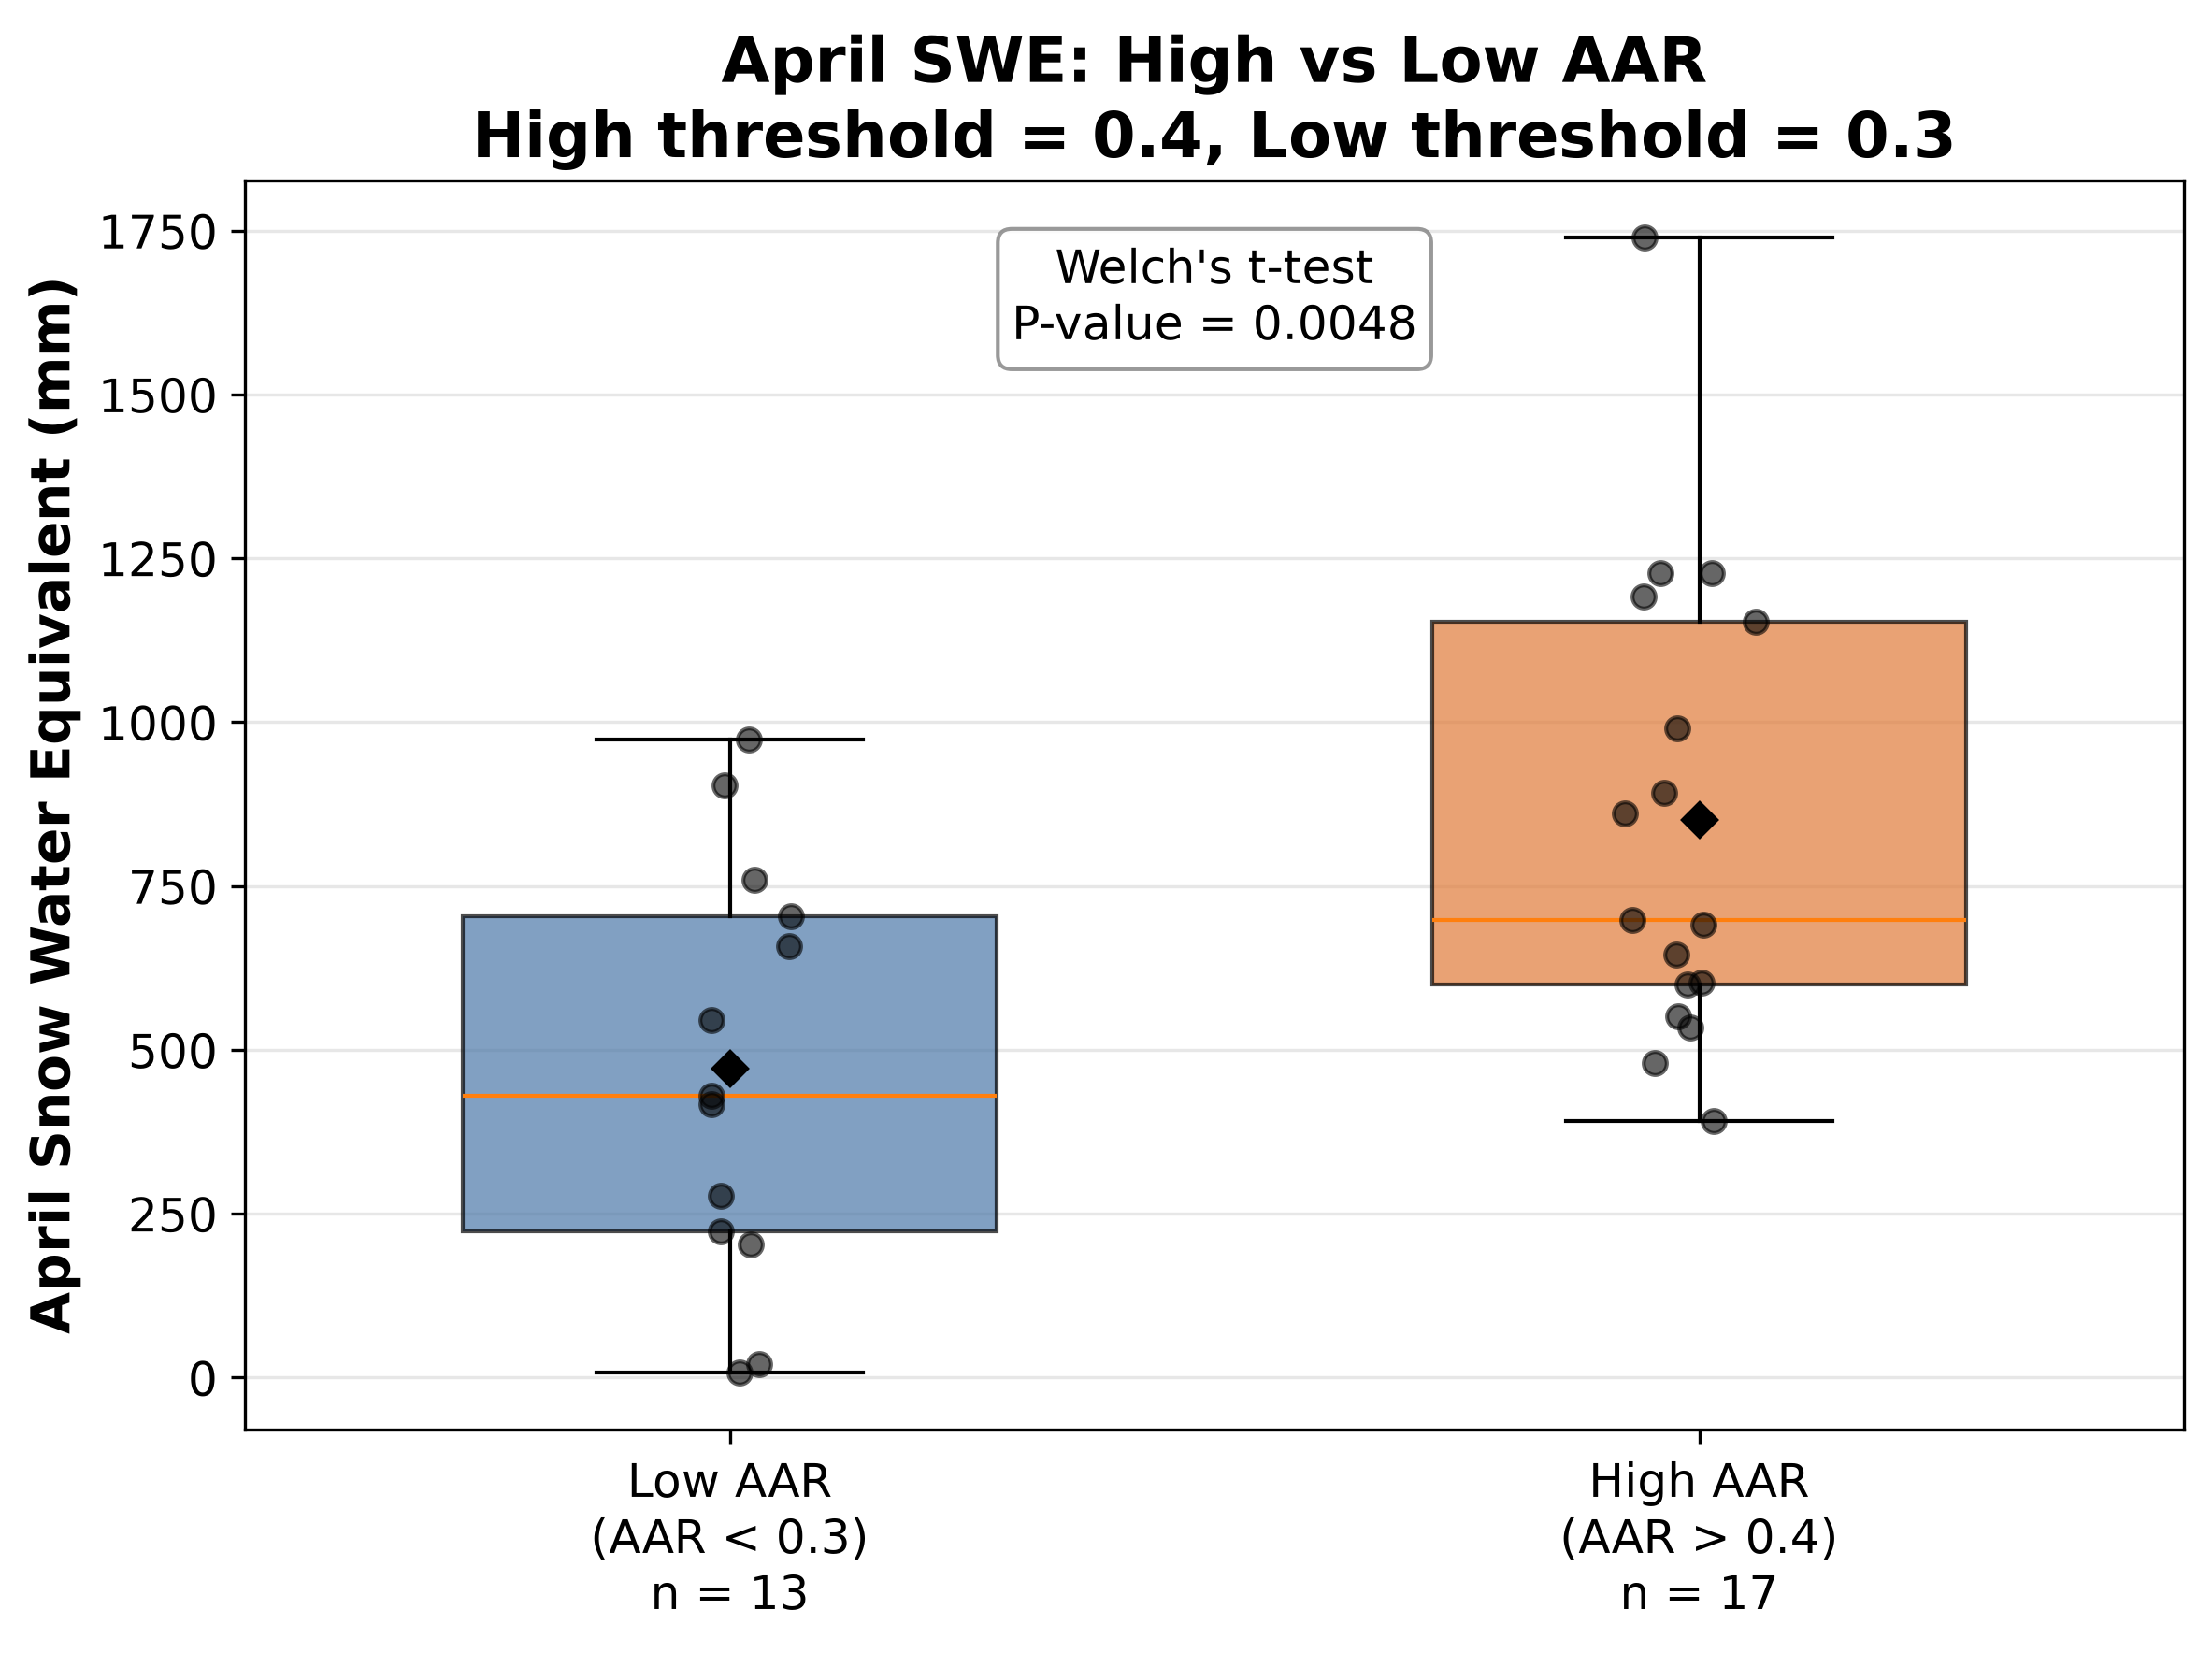 April SWE: High vs Low AAR
High threshold = 0.4, Low threshold = 0.3
April Snow Water Equivalent (mm)
1750
1500
1250
1000
750
500
250
0
Welch's t-test
P-value = 0.0048
Low AAR
(AAR < 0.3)
n = 13
High AAR
(AAR > 0.4)
n = 17